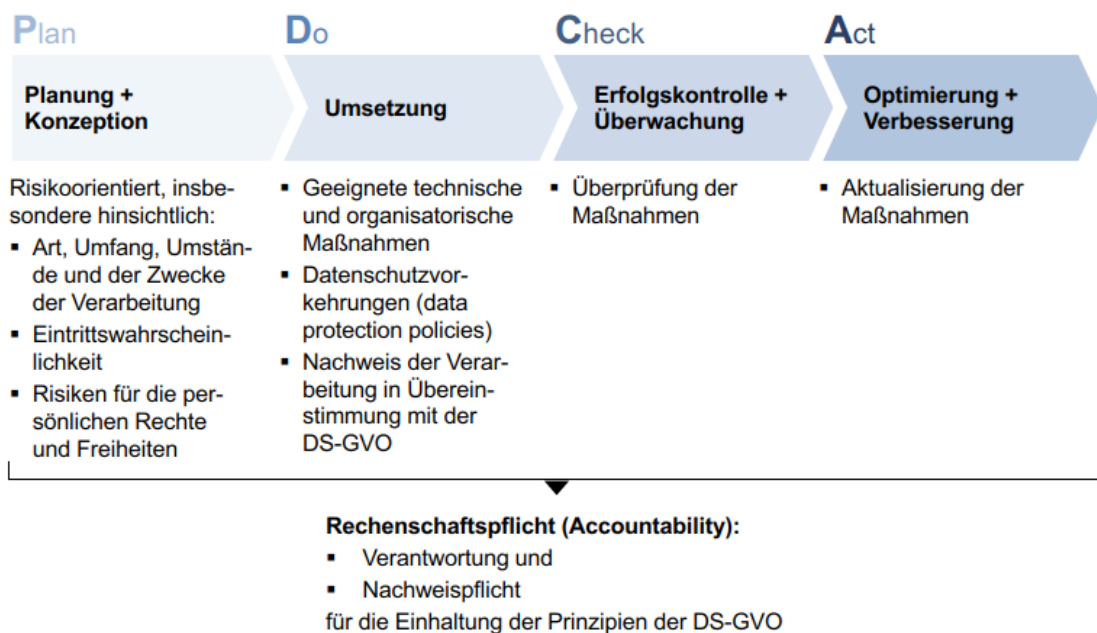 Plan
Do
Check
Act
Planung +
Konzeption
Umsetzung
Erfolgskontrolle +
Überwachung
Optimierung +
Verbesserung
Risikoorientiert, insbe-
sondere hinsichtlich:
▪ Art, Umfang, Umstän-
de und der Zwecke
der Verarbeitung
▪ Eintrittswahrschein-
lichkeit
▪ Risiken für die per-
sönlichen Rechte
und Freiheiten
▪ Geeignete technische
und organisatorische
Maßnahmen
▪ Datenschutzvor-
kehrungen (data
protection policies)
▪ Nachweis der Verar-
beitung in Überein-
stimmung mit der
DS-GVO
▪ Überprüfung der
Maßnahmen
▪ Aktualisierung der
Maßnahmen
Rechenschaftspflicht (Accountability):
▪ Verantwortung und
▪ Nachweispflicht
für die Einhaltung der Prinzipien der DS-GVO